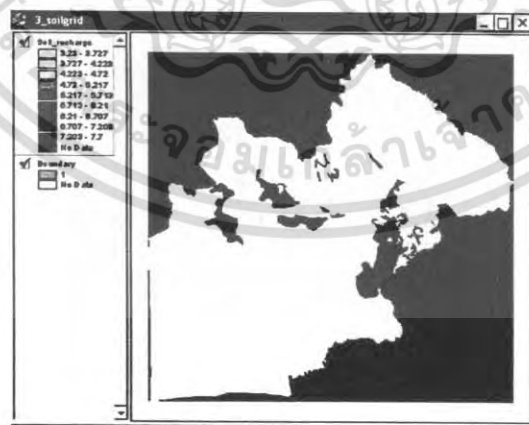 3_soilgrid
Soil_recharge
3.23 - 3.727
3.727 - 4.223
4.223 - 4.72
4.72 - 5.217
5.217 - 5.713
5.713 - 6.21
6.21 - 6.707
6.707 - 7.203
7.203 - 7.7
No Data
Boundary
1
No Data